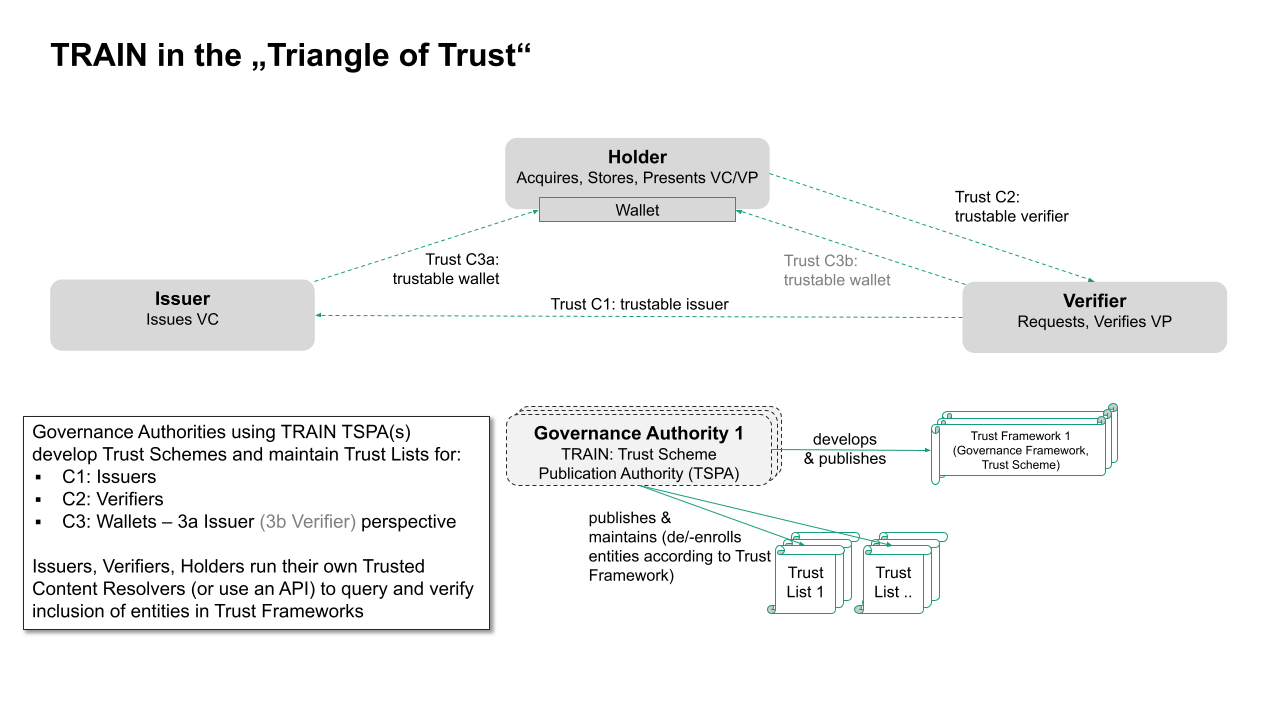 TRAIN in the „Triangle of Trust“
Holder
Acquires, Stores, Presents VC/VP
Wallet
Trust C2:
trustable verifier
Trust C3a:
trustable wallet
Trust C3b:
trustable wallet
Issuer
Issues VC
Trust C1: trustable issuer
Verifier
Requests, Verifies VP
Governance Authorities using TRAIN TSPA(s)
develop Trust Schemes and maintain Trust Lists for:
▪ C1: Issuers
▪ C2: Verifiers
▪ C3: Wallets – 3a Issuer (3b Verifier) perspective
Issuers, Verifiers, Holders run their own Trusted
Content Resolvers (or use an API) to query and verify
inclusion of entities in Trust Frameworks
Governance Authority 1
TRAIN: Trust Scheme
Publication Authority (TSPA)
develops
& publishes
Trust Framework 1
(Governance Framework,
Trust Scheme)
publishes &
maintains (de/-enrolls
entities according to Trust
Framework)
Trust
List 1
Trust
List ..